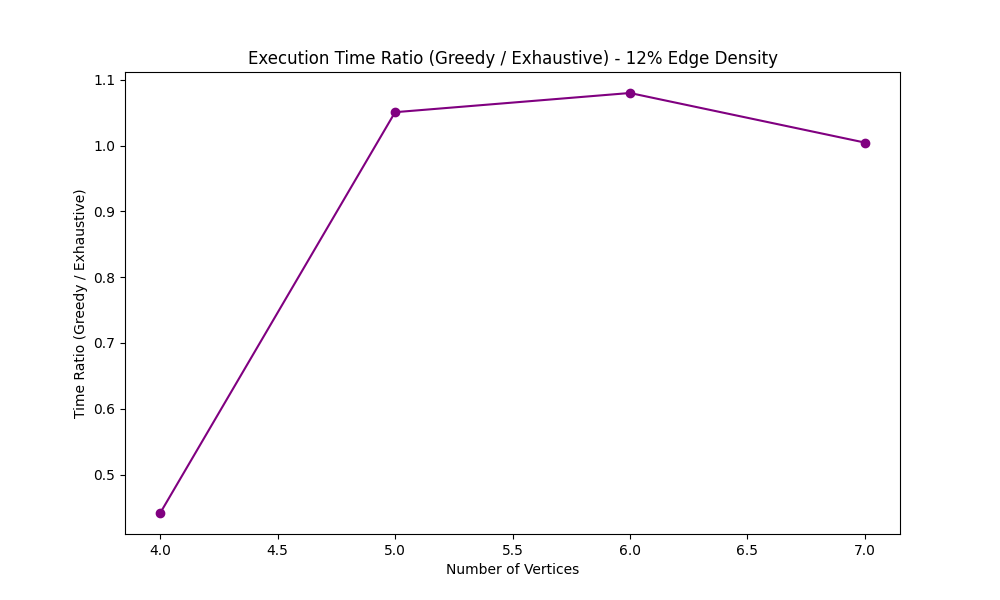 Execution Time Ratio (Greedy / Exhaustive) - 12% Edge Density
1.1
1.0
0.9
0.8
0.7
0.6
0.5
Time Ratio (Greedy / Exhaustive)
4.0 4.5 5.0 5.5 6.0 6.5 7.0
Number of Vertices